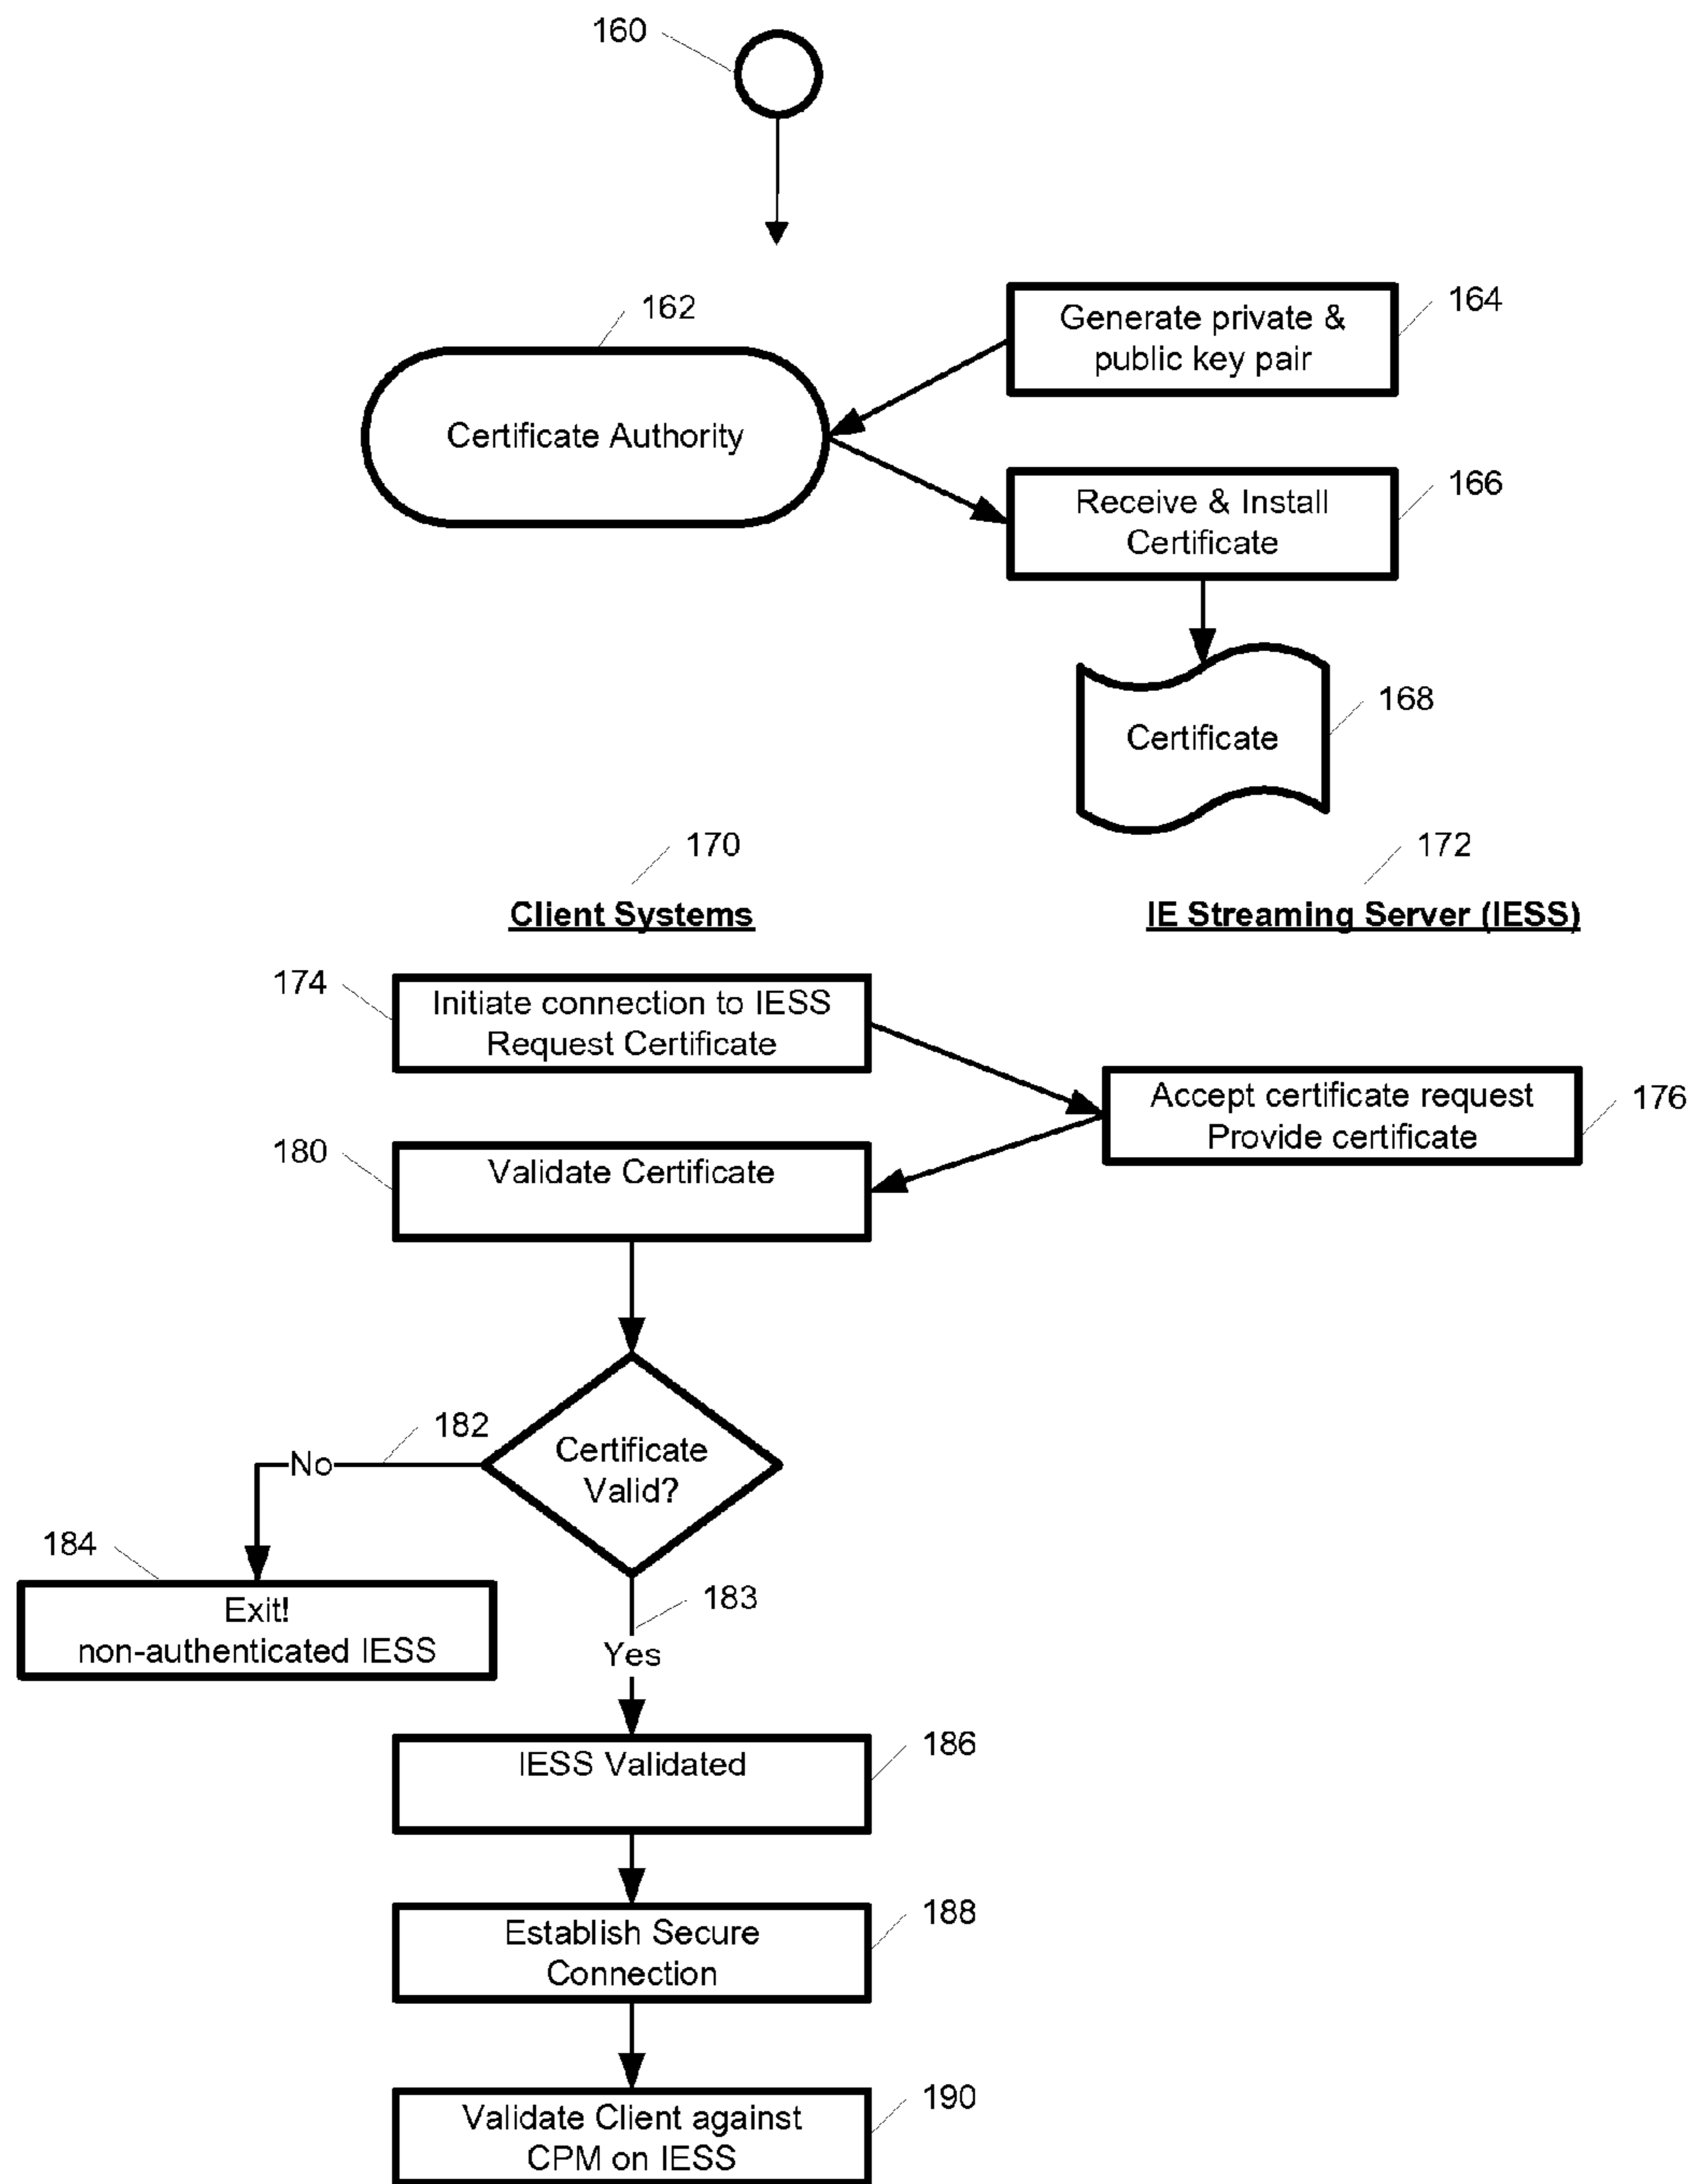 160
162
Generate private &
public key pair
164
Certificate Authority
Receive & Install
Certificate
166
Certificate
168
170
172
Client Systems
IE Streaming Server (IESS)
174
Initiate connection to IESS
Request Certificate
Accept certificate request
Provide certificate
176
180
Validate Certificate
182
No
Certificate
Valid?
184
Exit!
non-authenticated IESS
183
Yes
IESS Validated
186
Establish Secure
Connection
188
Validate Client against
CPM on IESS
190